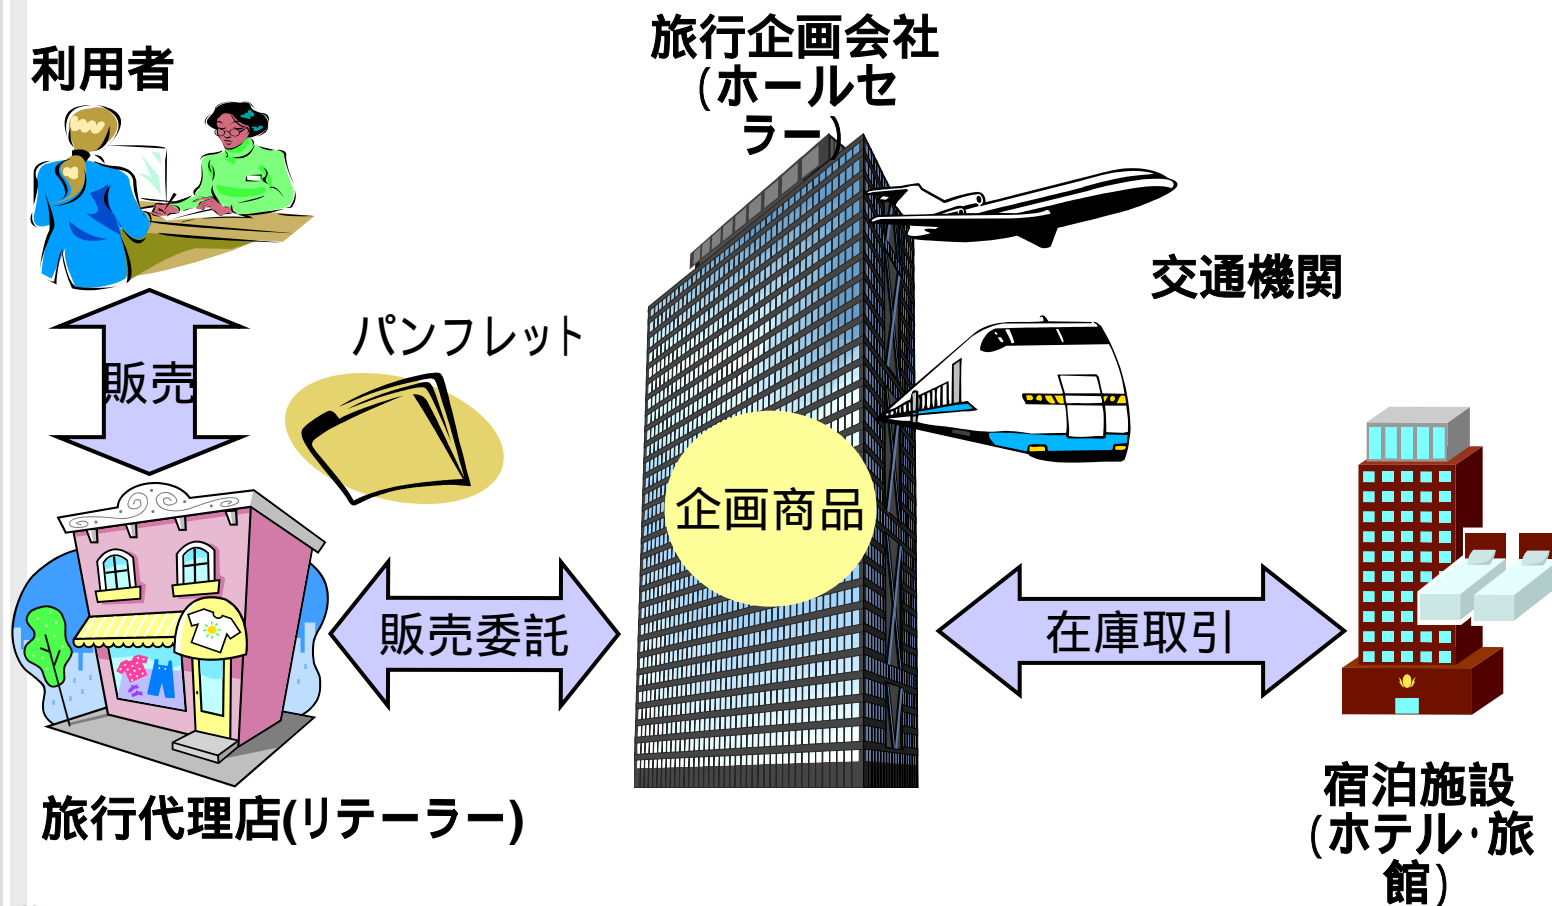 利用者
旅行企画会社
(ホールセ
ラー)
交通機関
パンフレット
販売
企画商品
販売委託
在庫取引
旅行代理店(リテーラー)
宿泊施設
(ホテル・旅
館)